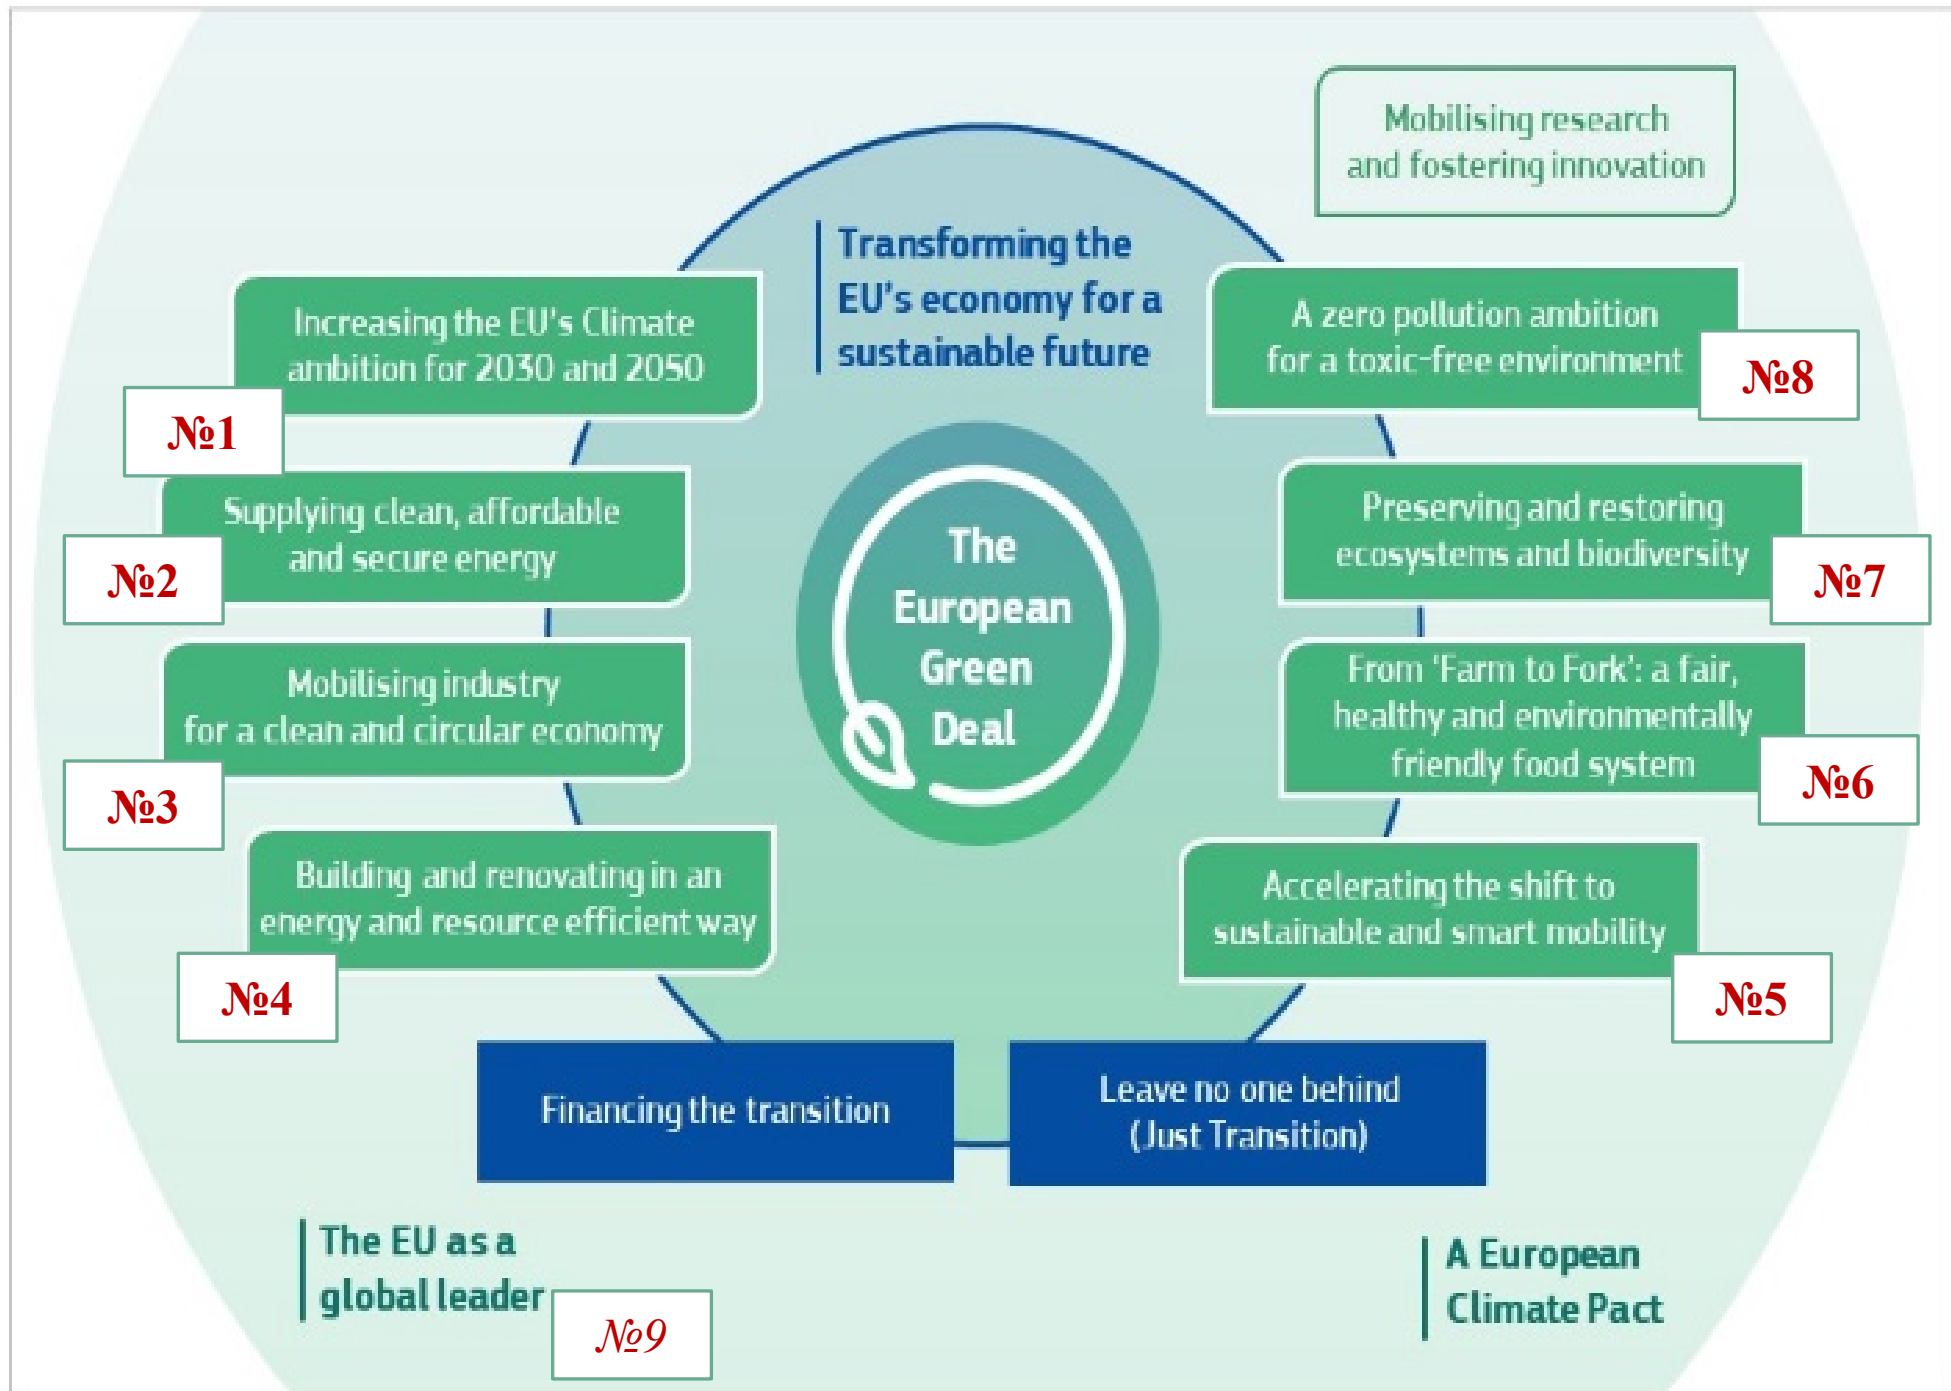 Mobilising research
and fostering innovation
Transforming the
EU's economy for a
sustainable future
Increasing the EU's Climate
ambition for 2030 and 2050
№1
Supplying clean, affordable
and secure energy
№2
Mobilising industry
for a clean and circular economy
№3
Building and renovating in an
energy and resource efficient way
№4
The
European
Green
Deal
A zero pollution ambition
for a toxic-free environment
№8
Preserving and restoring
ecosystems and biodiversity
№7
From 'Farm to Fork': a fair,
healthy and environmentally
friendly food system
№6
Accelerating the shift to
sustainable and smart mobility
№5
Financing the transition
Leave no one behind
(Just Transition)
The EU as a
global leader
№9
A European
Climate Pact